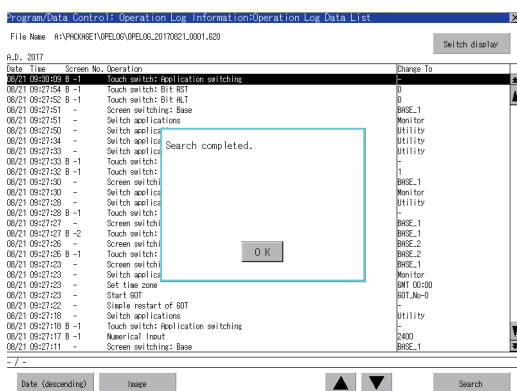 Program/Data Control: Operation Log Information:Operation Log Data List
File Name A:\PACKAGE1\OPELOG\OPELOG_20170821_0001.G2O
Switch display
A.D. 2017
Date Time Screen No. Operation Change To
08/21 09:30:09 B -1 Touch switch: Application switching -
08/21 09:27:54 B -1 Touch switch: Bit RST 0
08/21 09:27:52 B -1 Touch switch: Bit ALT 0
08/21 09:27:51 - Screen switching: Base BASE_1
08/21 09:27:51 - Switch applications Monitor
08/21 09:27:50 - Switch applica Utility
08/21 09:27:34 - Switch applica Utility
08/21 09:27:33 - Switch applica Utility
08/21 09:27:33 B -1 Touch switch: -
08/21 09:27:32 B -1 Touch switch: 1
08/21 09:27:30 - Screen switchi BASE_1
08/21 09:27:30 - Switch applica Monitor
08/21 09:27:28 - Switch applica Utility
08/21 09:27:28 B -1 Touch switch: -
08/21 09:27:27 - Screen switchi BASE_1
08/21 09:27:27 B -2 Touch switch: BASE_1
08/21 09:27:26 - Screen switchi BASE_2
08/21 09:27:26 B -1 Touch switch: BASE_2
08/21 09:27:23 - Screen switchi BASE_1
08/21 09:27:23 - Switch applica Monitor
08/21 09:27:23 - Set time zone GMT 00:00
08/21 09:27:23 - Start GOT GOT_No-0
08/21 09:27:22 - Simple restart of GOT -
08/21 09:27:18 - Switch applications Utility
08/21 09:27:18 B -1 Touch switch: Application switching -
08/21 09:27:17 B -1 Numerical Input 2400
08/21 09:27:11 - Screen switching: Base BASE_1
Search completed.
OK
- / -
Date (descending) Image Search